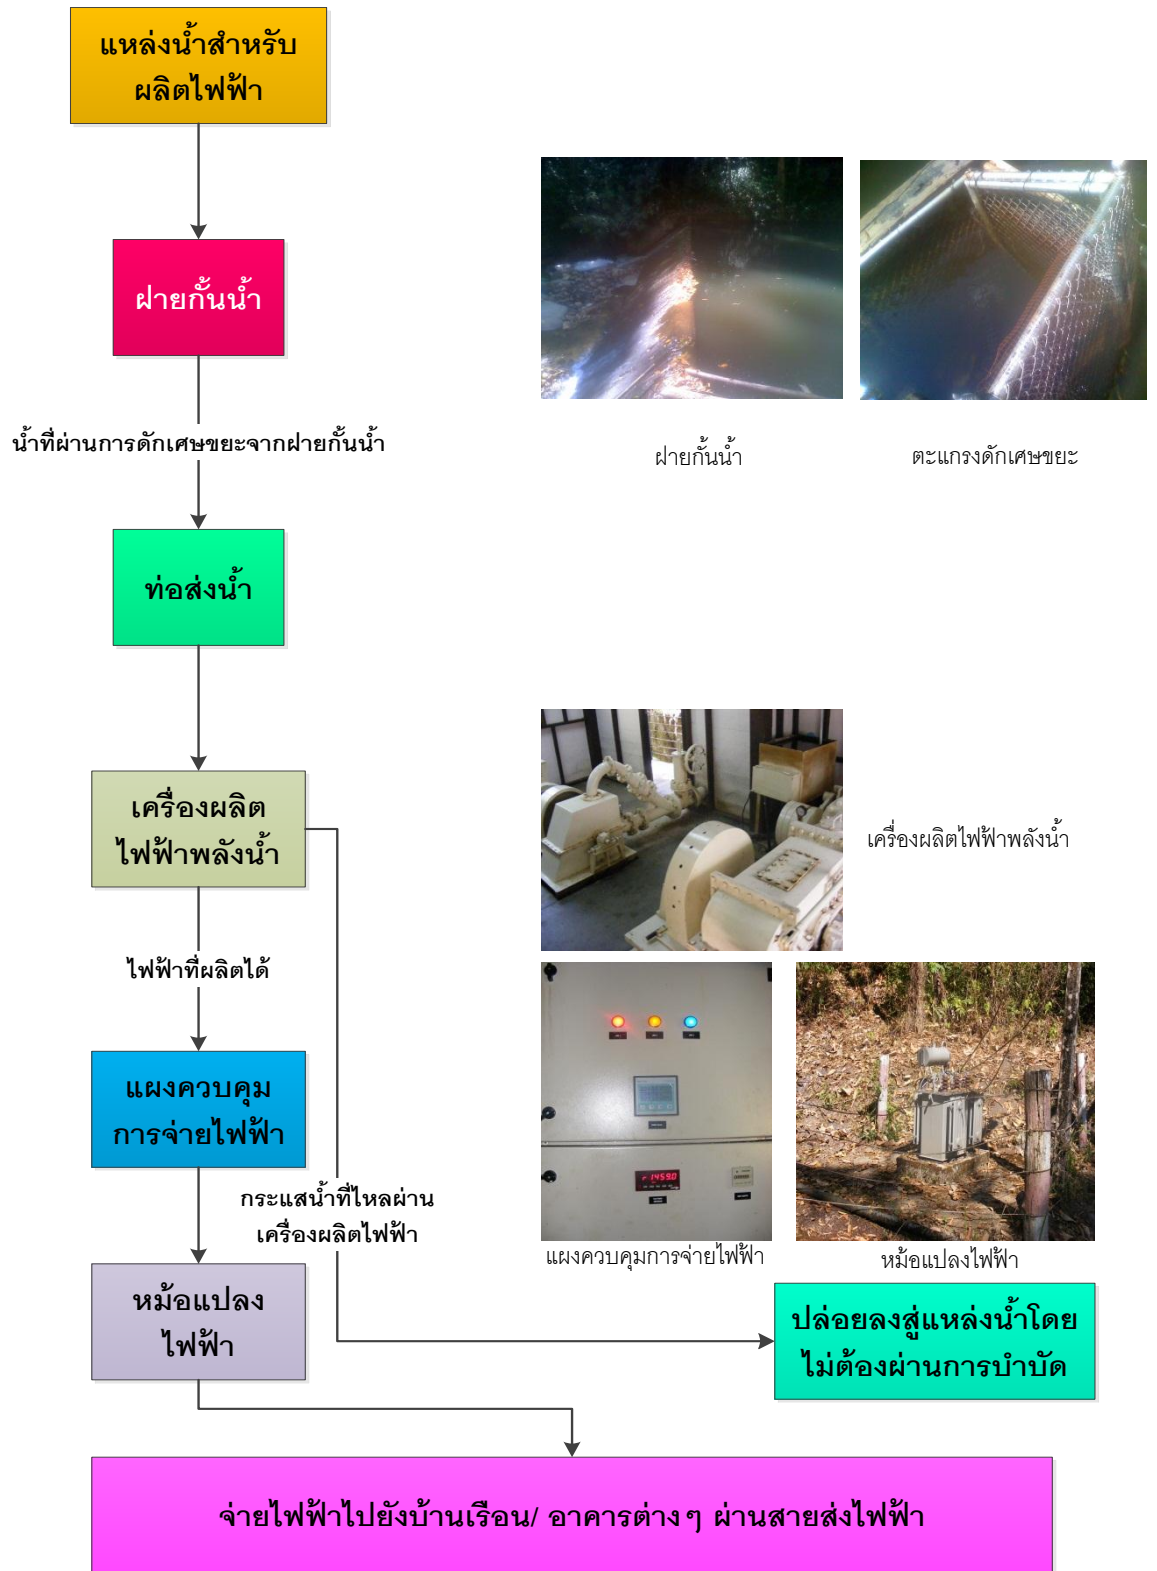 แหล่งน้ำสำหรับ
ผลิตไฟฟ้า
ฝายกั้นน้ำ
น้ำที่ผ่านการดักเศษขยะจากฝายกั้นน้ำ
ฝายกั้นน้ำ
ตะแกรงดักเศษขยะ
ท่อส่งน้ำ
เครื่องผลิต
ไฟฟ้าพลังน้ำ
เครื่องผลิตไฟฟ้าพลังน้ำ
ไฟฟ้าที่ผลิตได้
แผงควบคุม
การจ่ายไฟฟ้า
กระแสน้ำที่ไหลผ่าน
เครื่องผลิตไฟฟ้า
แผงควบคุมการจ่ายไฟฟ้า
หม้อแปลงไฟฟ้า
หม้อแปลง
ไฟฟ้า
ปล่อยลงสู่แหล่งน้ำโดย
ไม่ต้องผ่านการบำบัด
จ่ายไฟฟ้าไปยังบ้านเรือน/ อาคารต่างๆ ผ่านสายส่งไฟฟ้า